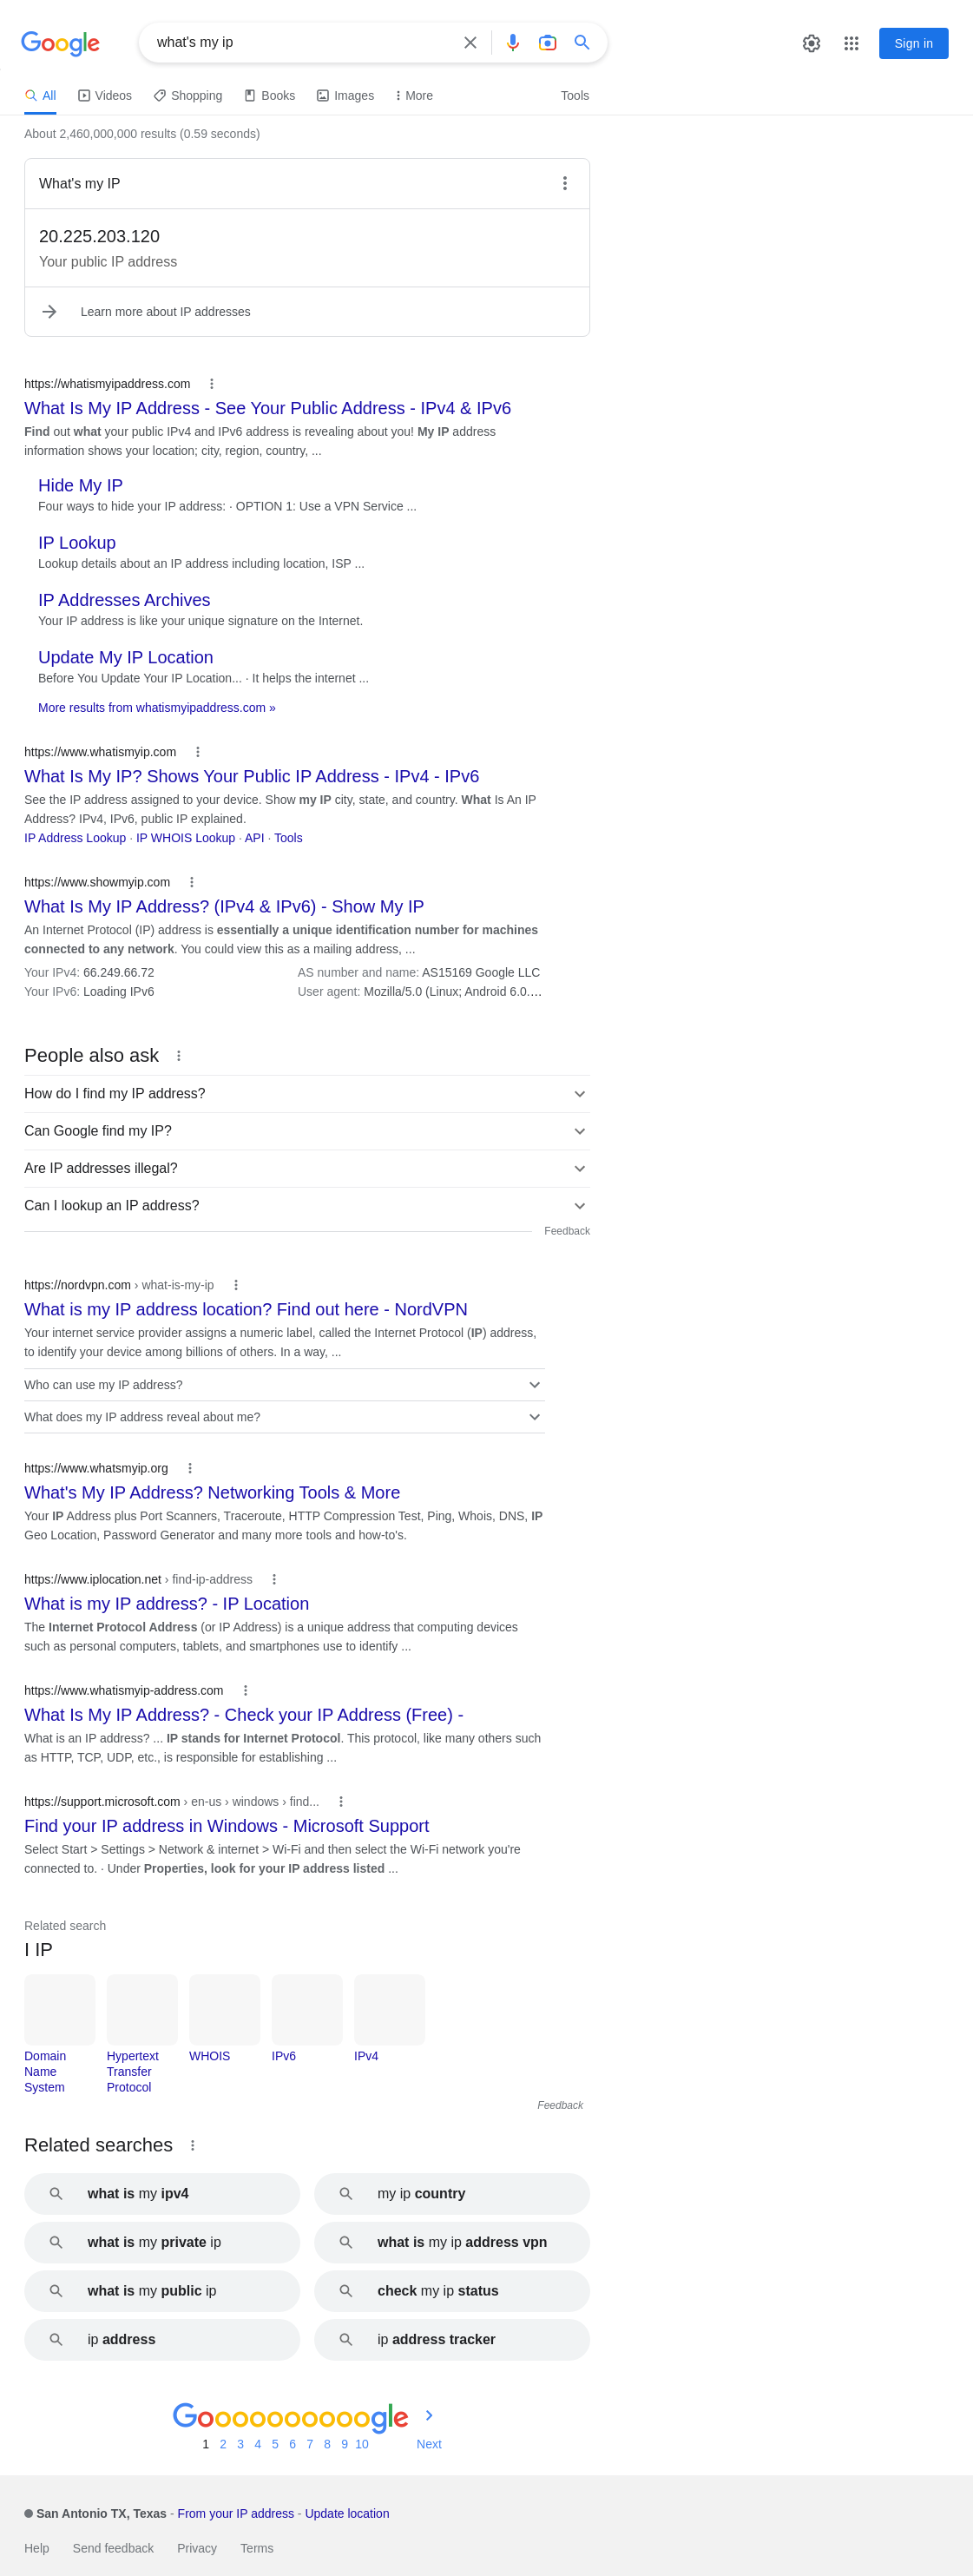 Google
what's my ip
Sign in
All Videos Shopping Books Images More Tools
About 2,460,000,000 results (0.59 seconds)
What's my IP
20.225.203.120
Your public IP address
Learn more about IP addresses
https://whatismyipaddress.com
What Is My IP Address - See Your Public Address - IPv4 & IPv6
Find out what your public IPv4 and IPv6 address is revealing about you! My IP address
information shows your location; city, region, country, ...
Hide My IP
Four ways to hide your IP address: · OPTION 1: Use a VPN Service ...
IP Lookup
Lookup details about an IP address including location, ISP ...
IP Addresses Archives
Your IP address is like your unique signature on the Internet.
Update My IP Location
Before You Update Your IP Location... · It helps the internet ...
More results from whatismyipaddress.com »
https://www.whatismyip.com
What Is My IP? Shows Your Public IP Address - IPv4 - IPv6
See the IP address assigned to your device. Show my IP city, state, and country. What Is An IP
Address? IPv4, IPv6, public IP explained.
IP Address Lookup · IP WHOIS Lookup · API · Tools
https://www.showmyip.com
What Is My IP Address? (IPv4 & IPv6) - Show My IP
An Internet Protocol (IP) address is essentially a unique identification number for machines
connected to any network. You could view this as a mailing address, ...
Your IPv4: 66.249.66.72 AS number and name: AS15169 Google LLC
Your IPv6: Loading IPv6 User agent: Mozilla/5.0 (Linux; Android 6.0....
People also ask
How do I find my IP address?
Can Google find my IP?
Are IP addresses illegal?
Can I lookup an IP address?
Feedback
https://nordvpn.com › what-is-my-ip
What is my IP address location? Find out here - NordVPN
Your internet service provider assigns a numeric label, called the Internet Protocol (IP) address,
to identify your device among billions of others. In a way, ...
Who can use my IP address?
What does my IP address reveal about me?
https://www.whatsmyip.org
What's My IP Address? Networking Tools & More
Your IP Address plus Port Scanners, Traceroute, HTTP Compression Test, Ping, Whois, DNS, IP
Geo Location, Password Generator and many more tools and how-to's.
https://www.iplocation.net › find-ip-address
What is my IP address? - IP Location
The Internet Protocol Address (or IP Address) is a unique address that computing devices
such as personal computers, tablets, and smartphones use to identify ...
https://www.whatismyip-address.com
What Is My IP Address? - Check your IP Address (Free) -
What is an IP address? ... IP stands for Internet Protocol. This protocol, like many others such
as HTTP, TCP, UDP, etc., is responsible for establishing ...
https://support.microsoft.com › en-us › windows › find...
Find your IP address in Windows - Microsoft Support
Select Start > Settings > Network & internet > Wi-Fi and then select the Wi-Fi network you're
connected to. · Under Properties, look for your IP address listed ...
Related search
I IP
Domain Name System
Hypertext Transfer Protocol
WHOIS
IPv6
IPv4
Feedback
Related searches
what is my ipv4
my ip country
what is my private ip
what is my ip address vpn
what is my public ip
check my ip status
ip address
ip address tracker
Goooooooooogle
1 2 3 4 5 6 7 8 9 10 Next
San Antonio TX, Texas - From your IP address - Update location
Help Send feedback Privacy Terms